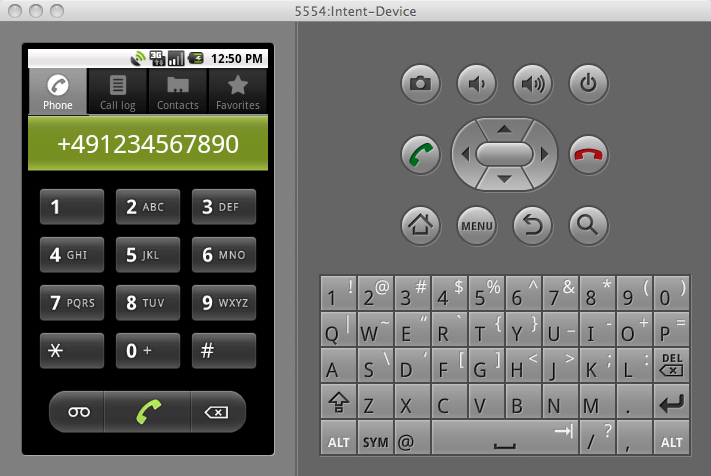 5554:Intent-Device
3G 12:50 PM
Phone Call log Contacts Favorites
+491234567890
1 2 ABC 3 DEF
4 GHI 5 JKL 6 MNO
7 PQRS 8 TUV 9 WXYZ
* 0 + #
MENU
1 ! 2 @ 3 # 4 $ 5 % 6 ^ 7 & 8 * 9 ( 0 )
Q | W ~ E “ R ` T { Y } U _ I - O + P =
A S \ D ‘ F [ G ] H < J > K ; L : DEL
Z X C V B N M .
ALT SYM @ / ? , ALT